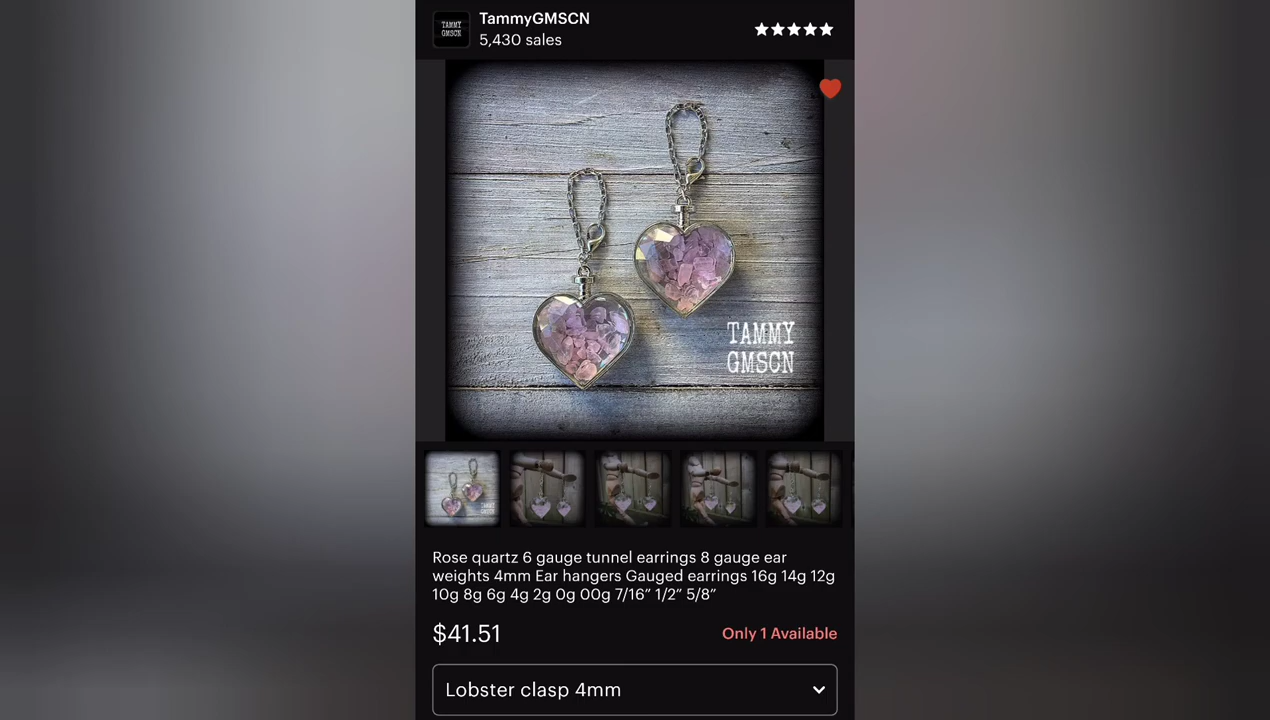 TAMMY
GMSCN
TammyGMSCN
5,430 sales
TAMMY
GMSCN
Rose quartz 6 gauge tunnel earrings 8 gauge ear
weights 4mm Ear hangers Gauged earrings 16g 14g 12g
10g 8g 6g 4g 2g 0g 00g 7/16” 1/2” 5/8”
$41.51
Only 1 Available
Lobster clasp 4mm